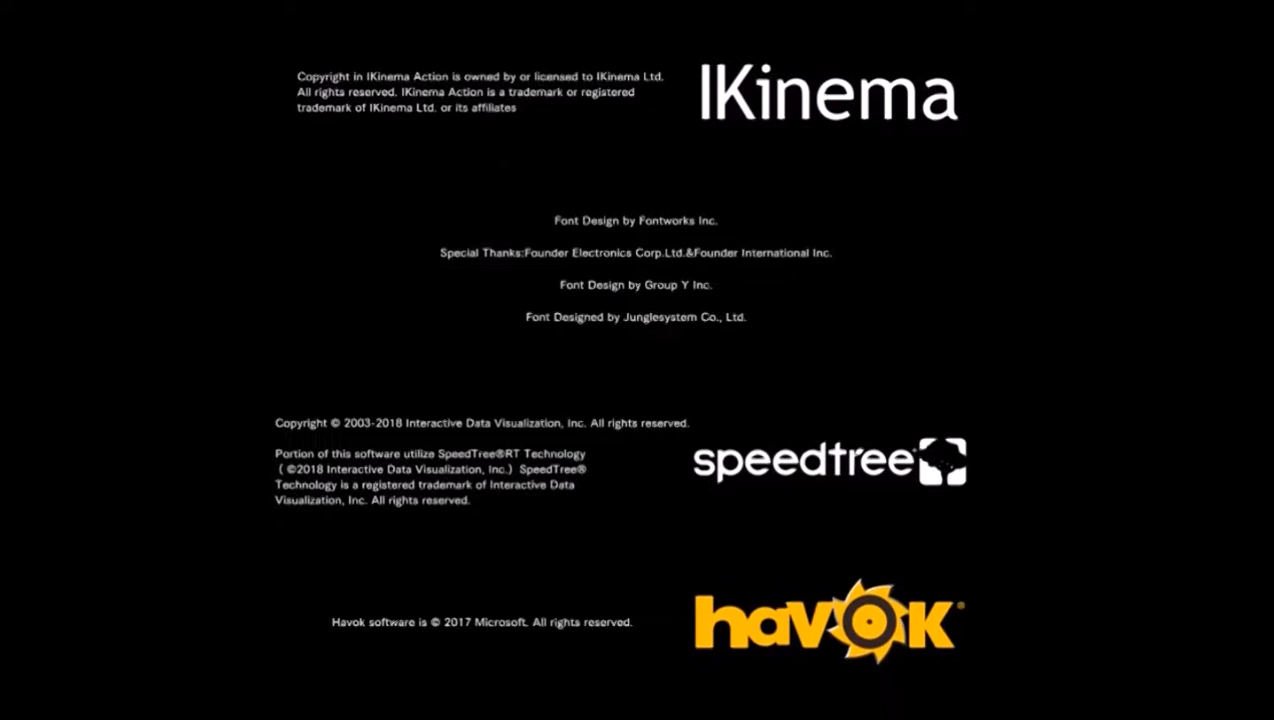 Copyright in IKinema Action is owned by or licensed to IKinema Ltd.
All rights reserved. IKinema Action is a trademark or registered
trademark of IKinema Ltd. or its affiliates
IKinema
Font Design by Fontworks Inc.
Special Thanks:Founder Electronics Corp.Ltd.&Founder International Inc.
Font Design by Group Y Inc.
Font Designed by Junglesystem Co., Ltd.
Copyright © 2003-2018 Interactive Data Visualization, Inc. All rights reserved.
Portion of this software utilize SpeedTree®RT Technology
( ©2018 Interactive Data Visualization, Inc.) SpeedTree®
Technology is a registered trademark of Interactive Data
Visualization, Inc. All rights reserved.
speedtree
Havok software is © 2017 Microsoft. All rights reserved.
havok®